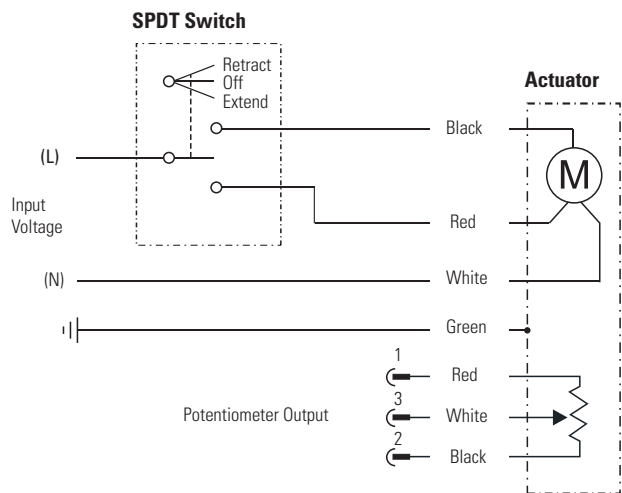 SPDT Switch
Retract
Off
Extend
Actuator
Black
(L)
M
Input
Voltage
Red
(N)
White
Green
1
Red
3
Potentiometer Output
White
2
Black